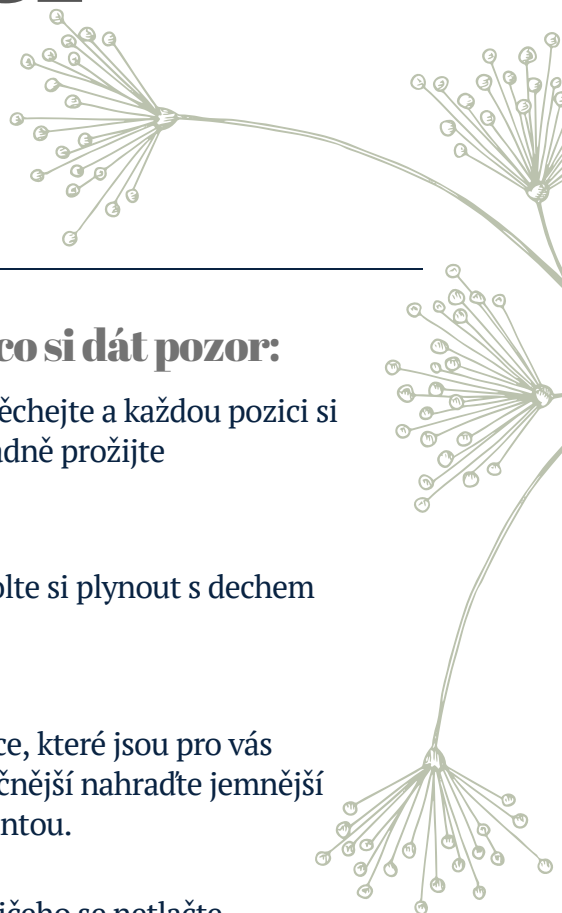 co si dát pozor:
ěchejte a každou pozici si
dně prožijte
olte si plynout s dechem
ce, které jsou pro vás
čnější nahraďte jemnější
ntou.
ičeho se netlačte